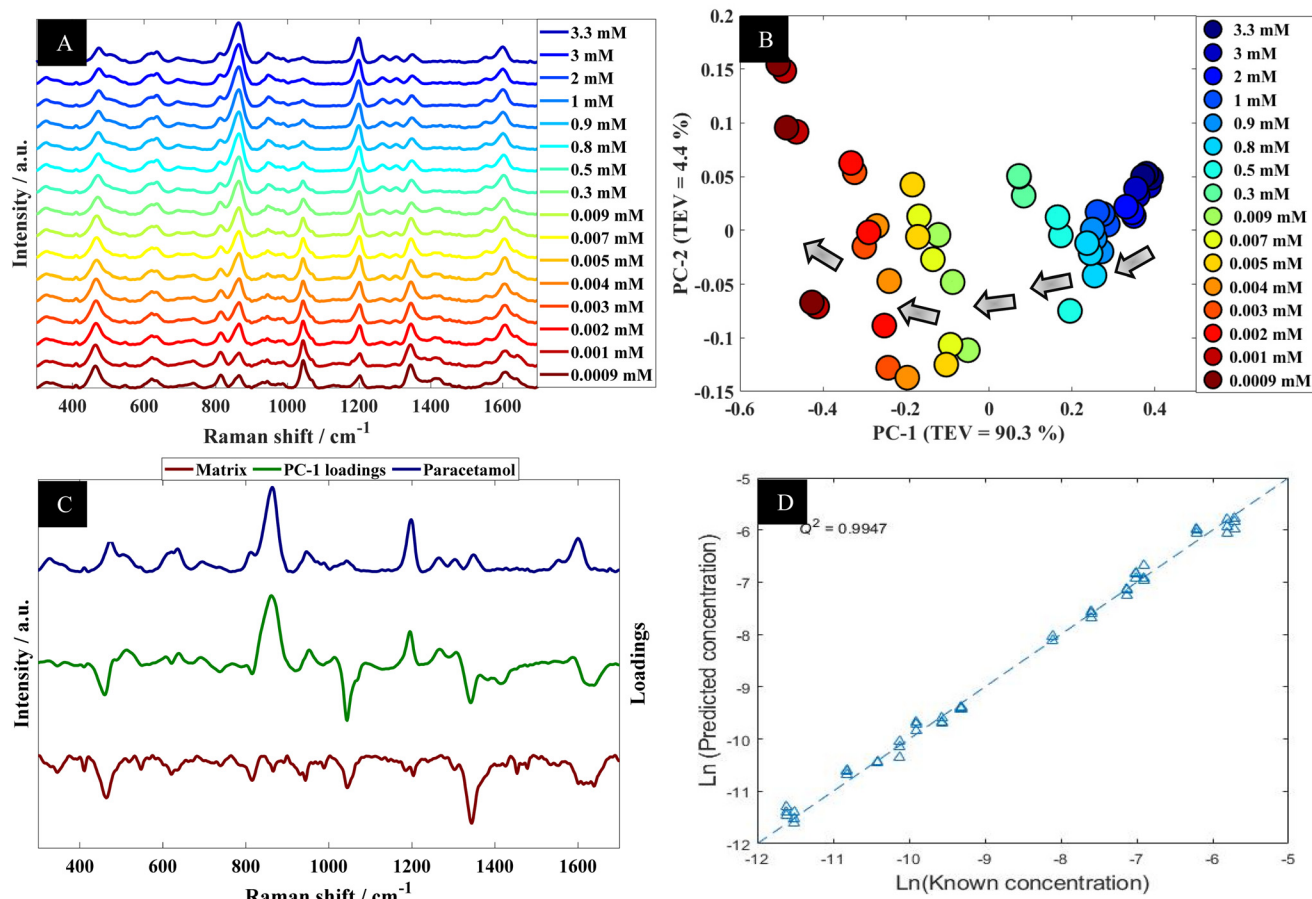 A
Intensity / a.u.
3.3 mM
3 mM
2 mM
1 mM
0.9 mM
0.8 mM
0.5 mM
0.3 mM
0.009 mM
0.007 mM
0.005 mM
0.004 mM
0.003 mM
0.002 mM
0.001 mM
0.0009 mM
400 600 800 1000 1200 1400 1600
Raman shift / cm-1
B
PC-2 (TEV = 4.4 %)
0.2
0.15
0.1
0.05
0
-0.05
-0.1
-0.15
-0.6 -0.4 -0.2 0 0.2 0.4
PC-1 (TEV = 90.3 %)
3.3 mM
3 mM
2 mM
1 mM
0.9 mM
0.8 mM
0.5 mM
0.3 mM
0.009 mM
0.007 mM
0.005 mM
0.004 mM
0.003 mM
0.002 mM
0.001 mM
0.0009 mM
Matrix PC-1 loadings Paracetamol
C
Intensity / a.u.
Loadings
400 600 800 1000 1200 1400 1600
Raman shift / cm-1
D
Q2 = 0.9947
Ln (Predicted concentration)
-5
-6
-7
-8
-9
-10
-11
-12
-12 -11 -10 -9 -8 -7 -6 -5
Ln(Known concentration)